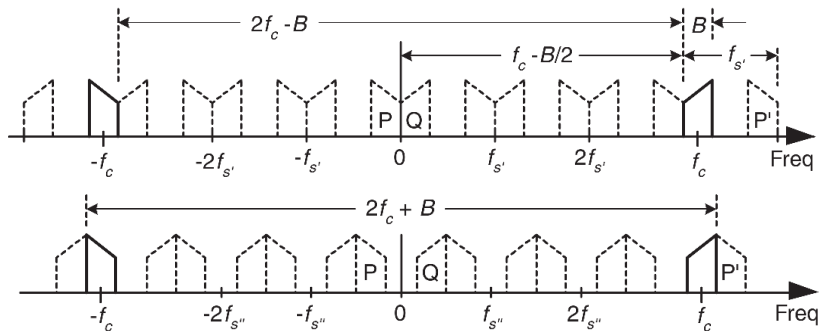 2f_c - B
B
f_c - B/2
f_s'
P
Q
P'
-f_c
-2f_s'
-f_s'
0
f_s'
2f_s'
f_c
Freq
2f_c + B
P
Q
P'
-f_c
-2f_s"
-f_s"
0
f_s"
2f_s"
f_c
Freq